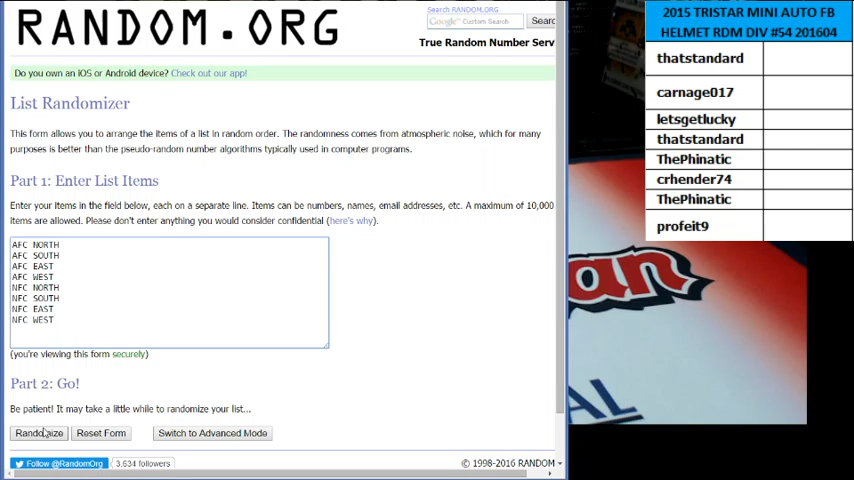 RANDOM.ORG
Search RANDOM.ORG
Google™ Custom Search
Searc
True Random Number Serv
Do you own an iOS or Android device? Check out our app!
List Randomizer
This form allows you to arrange the items of a list in random order. The randomness comes from atmospheric noise, which for many
purposes is better than the pseudo-random number algorithms typically used in computer programs.
Part 1: Enter List Items
Enter your items in the field below, each on a separate line. Items can be numbers, names, email addresses, etc. A maximum of 10,000
items are allowed. Please don't enter anything you would consider confidential (here's why).
AFC NORTH
AFC SOUTH
AFC EAST
AFC WEST
NFC NORTH
NFC SOUTH
NFC EAST
NFC WEST
(you're viewing this form securely)
Part 2: Go!
Be patient! It may take a little while to randomize your list...
Randomize
Reset Form
Switch to Advanced Mode
Follow @RandomOrg
3,634 followers
© 1998-2016 RANDOM
2015 TRISTAR MINI AUTO FB
HELMET RDM DIV #54 201604
thatstandard
carnage017
letsgetlucky
thatstandard
ThePhinatic
crhender74
ThePhinatic
profeit9
an
AL